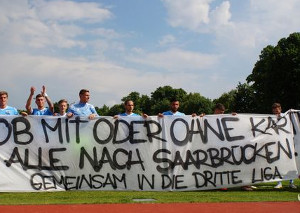 OB MIT ODER OHNE KAR
ALLE NACH SAARBRÜCKEN
GEMEINSAM IN DIE DRITTE LIGA